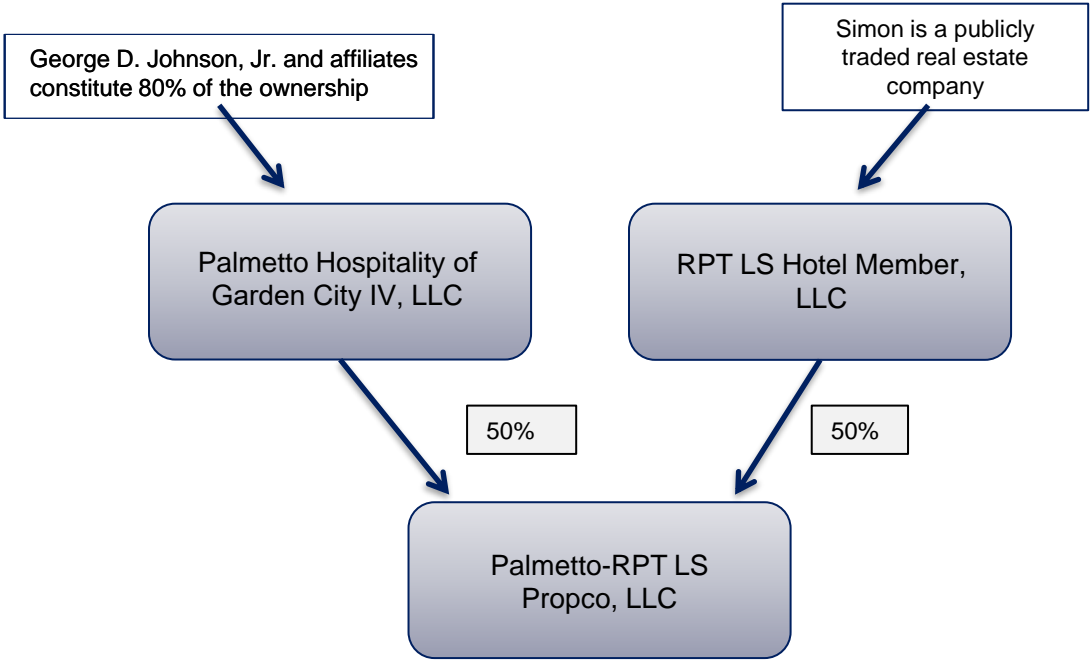 George D. Johnson, Jr. and affiliates
constitute 80% of the ownership
Simon is a publicly
traded real estate
company
Palmetto Hospitality of
Garden City IV, LLC
RPT LS Hotel Member,
LLC
50%
50%
Palmetto-RPT LS
Propco, LLC